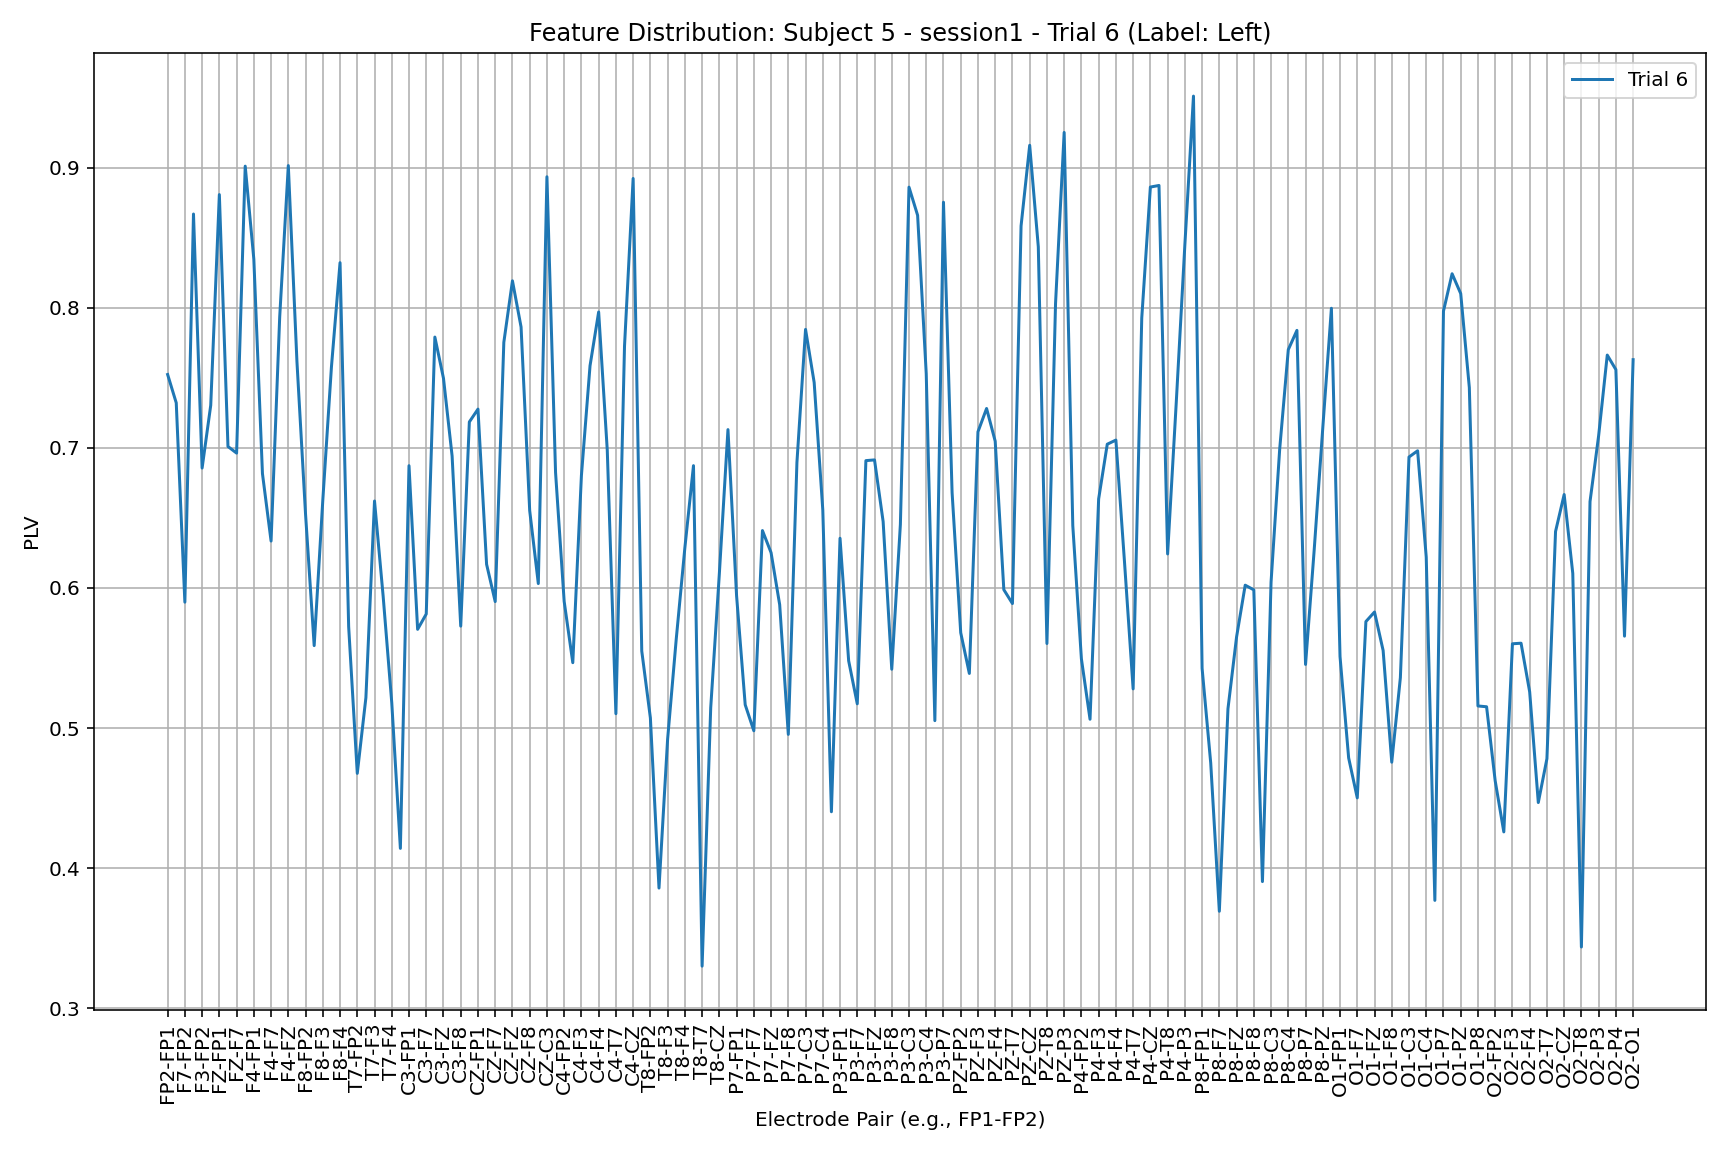 Feature Distribution: Subject 5 - session1 - Trial 6 (Label: Left)
Trial 6
PLV
0.9
0.8
0.7
0.6
0.5
0.4
0.3
FP2-FP1
F7-FP2
F3-FP2
FZ-FP1
FZ-F7
F4-FP1
F4-F7
F4-FZ
F8-FP2
F8-F3
F8-F4
T7-FP2
T7-F3
T7-F4
C3-FP1
C3-F7
C3-FZ
C3-F8
CZ-FP1
CZ-F7
CZ-FZ
CZ-F8
CZ-C3
C4-FP2
C4-F3
C4-F4
C4-T7
C4-CZ
T8-FP2
T8-F3
T8-F4
T8-T7
T8-CZ
P7-FP1
P7-F7
P7-FZ
P7-F8
P7-C3
P7-C4
P3-FP1
P3-F7
P3-FZ
P3-F8
P3-C3
P3-C4
P3-P7
PZ-FP2
PZ-F3
PZ-F4
PZ-T7
PZ-CZ
PZ-T8
PZ-P3
P4-FP2
P4-F3
P4-F4
P4-T7
P4-CZ
P4-T8
P4-P3
P8-FP1
P8-F7
P8-FZ
P8-F8
P8-C3
P8-C4
P8-P7
P8-PZ
O1-FP1
O1-F7
O1-FZ
O1-F8
O1-C3
O1-C4
O1-P7
O1-PZ
O1-P8
O2-FP2
O2-F3
O2-F4
O2-T7
O2-CZ
O2-T8
O2-P3
O2-P4
O2-O1
Electrode Pair (e.g., FP1-FP2)